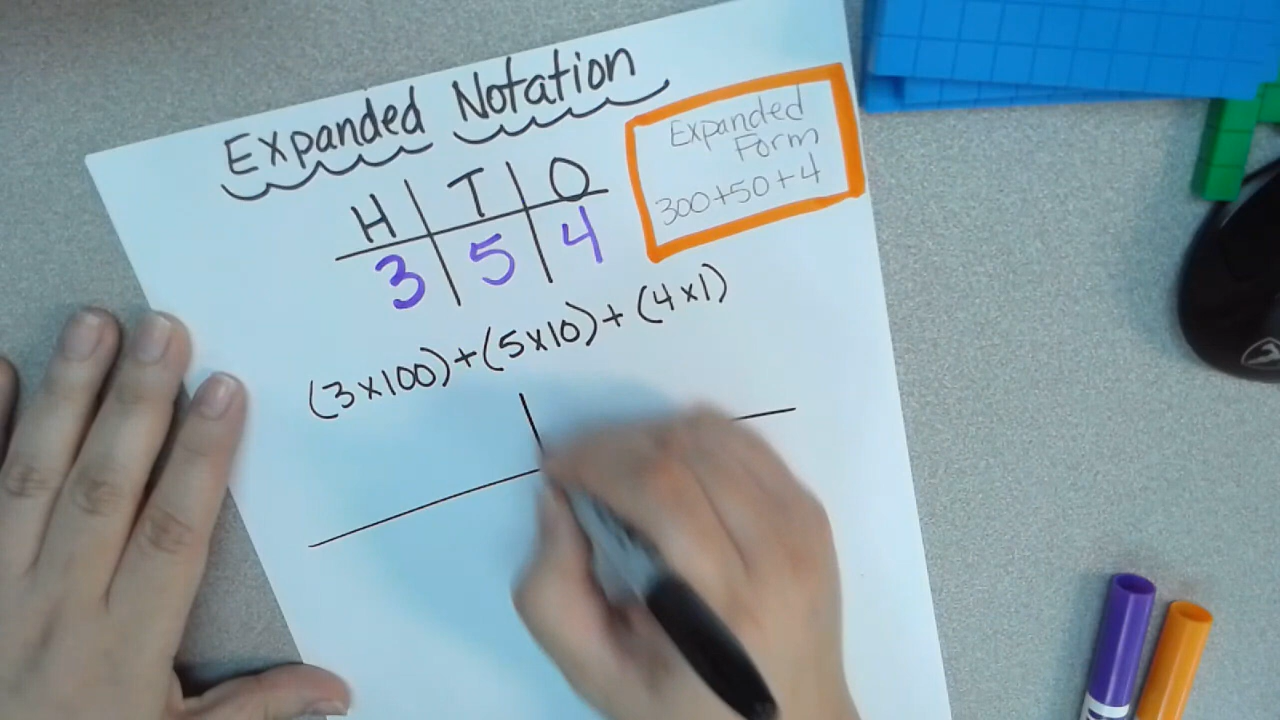 Expanded Notation
H T O
3 5 4
Expanded
Form
300+50+4
(3x100)+(5x10)+(4x1)